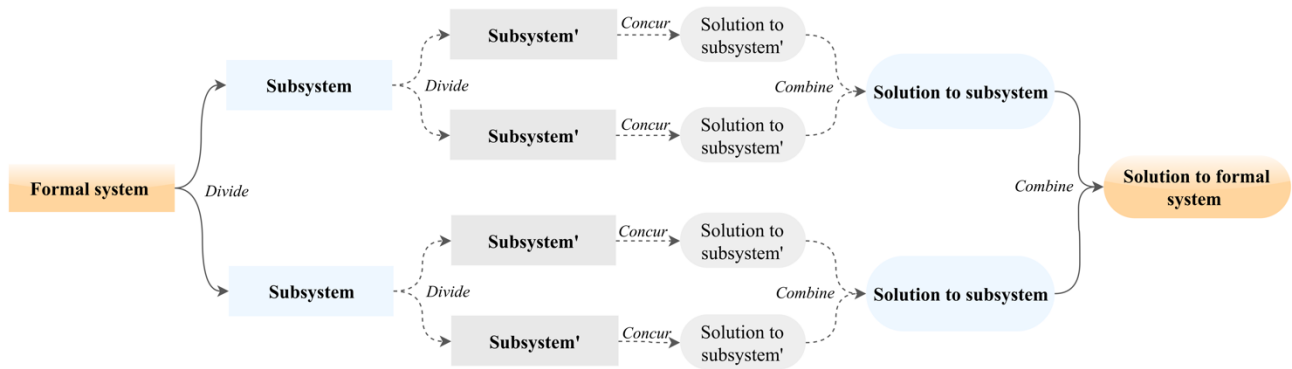 Formal system
Divide
Subsystem
Divide
Subsystem'
Concur
Solution to
subsystem'
Subsystem'
Concur
Solution to
subsystem'
Combine
Solution to subsystem
Subsystem
Divide
Subsystem'
Concur
Solution to
subsystem'
Subsystem'
Concur
Solution to
subsystem'
Combine
Solution to subsystem
Combine
Solution to formal
system